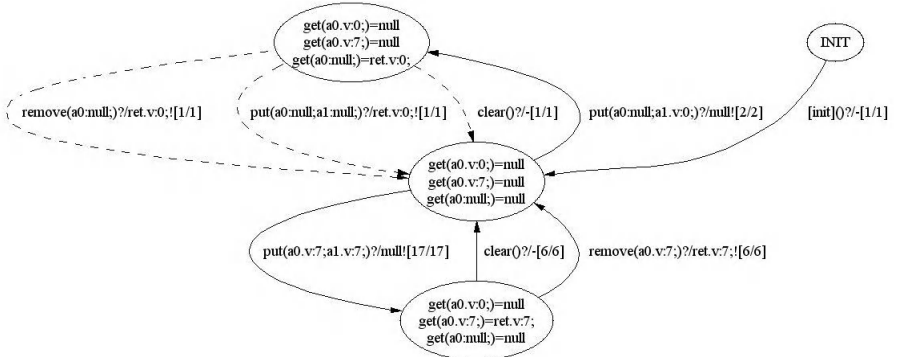 get(a0.v:0;)=null
get(a0.v:7;)=null
get(a0:null;)=ret.v:0;
INIT
remove(a0:null;)?/ret.v:0;![1/1]
put(a0:null;a1:null;)?/ret.v:0;![1/1]
clear()?/-[1/1]
put(a0:null;a1.v:0;)?/null![2/2]
[init]()?/-[1/1]
get(a0.v:0;)=null
get(a0.v:7;)=null
get(a0:null;)=null
put(a0.v:7;a1.v:7;)?/null![17/17]
clear()?/-[6/6]
remove(a0.v:7;)?/ret.v:7;![6/6]
get(a0.v:0;)=null
get(a0.v:7;)=ret.v:7;
get(a0:null;)=null